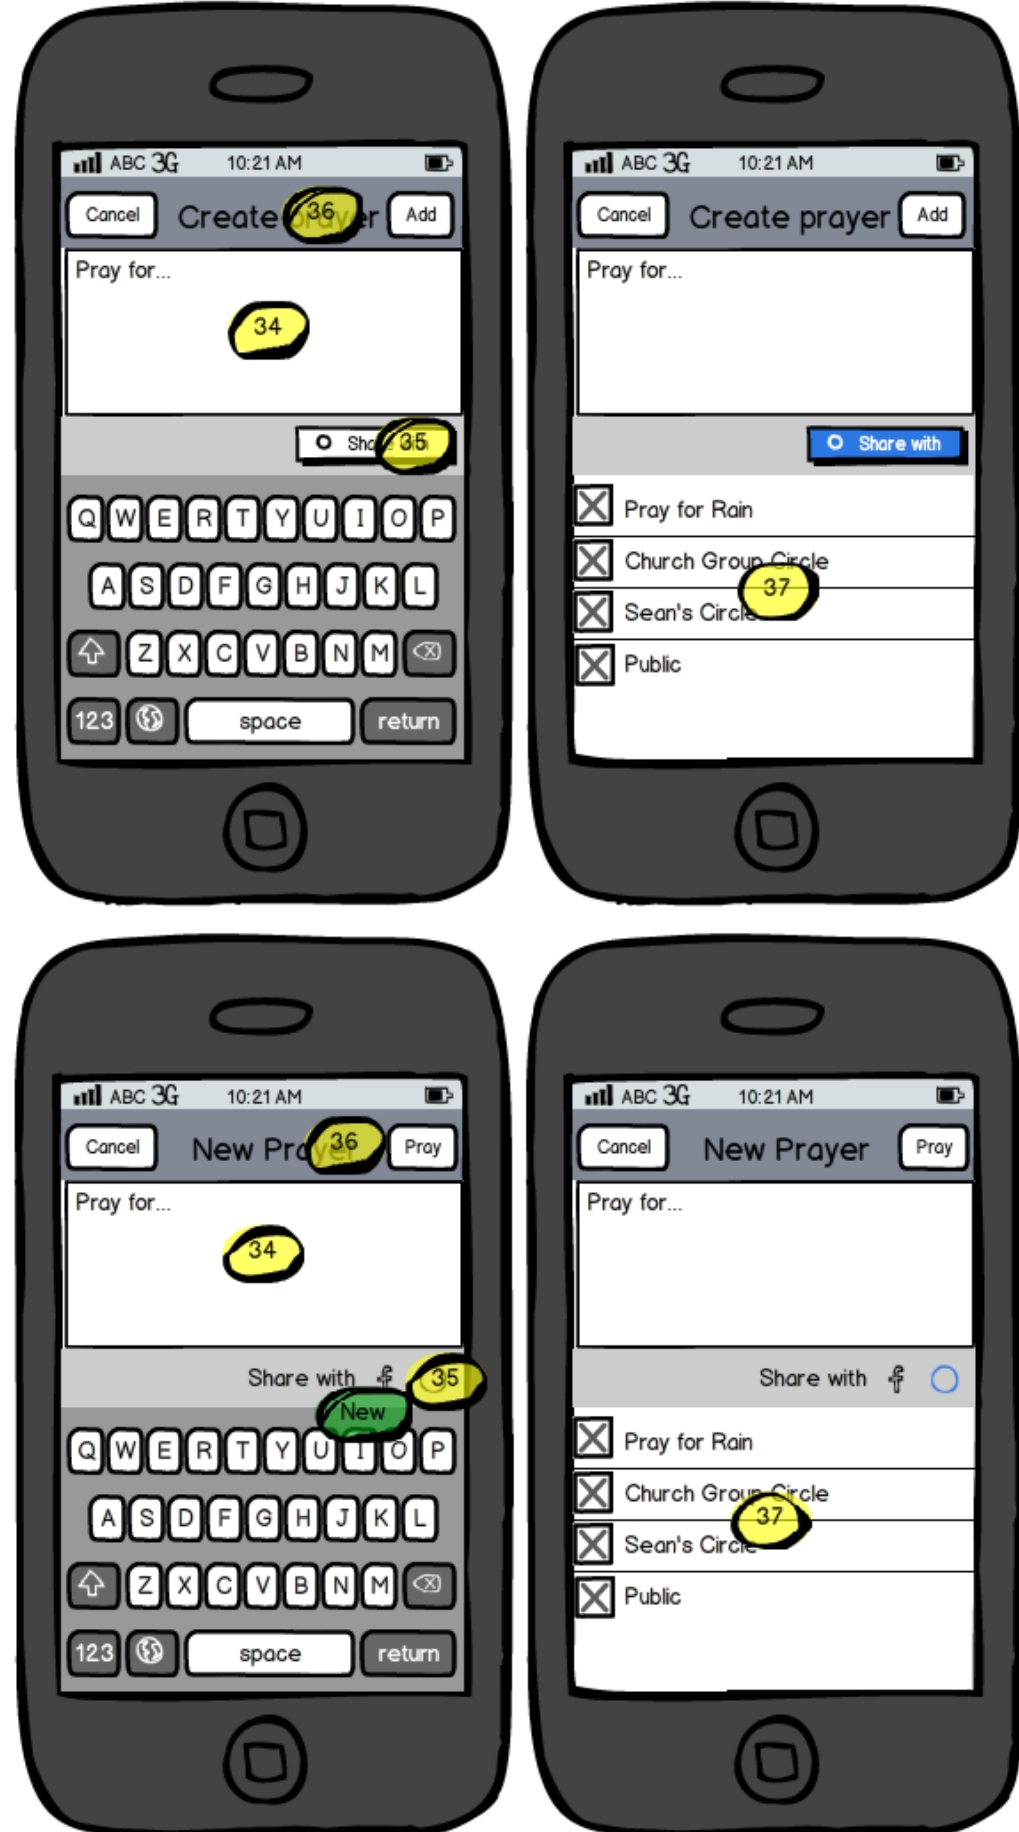 ABC 3G 10:21 AM
Cancel Create prayer Add
36
Pray for...
34
Share
35
Q W E R T Y U I O P
A S D F G H J K L
Z X C V B N M
123 space return
ABC 3G 10:21 AM
Cancel Create prayer Add
Pray for...
Share with
Pray for Rain
Church Group Circle
37
Sean's Circle
Public
ABC 3G 10:21 AM
Cancel New Prayer Pray
36
Pray for...
34
Share with f
35
New
Q W E R T Y U I O P
A S D F G H J K L
Z X C V B N M
123 space return
ABC 3G 10:21 AM
Cancel New Prayer Pray
Pray for...
Share with f
Pray for Rain
Church Group Circle
37
Sean's Circle
Public